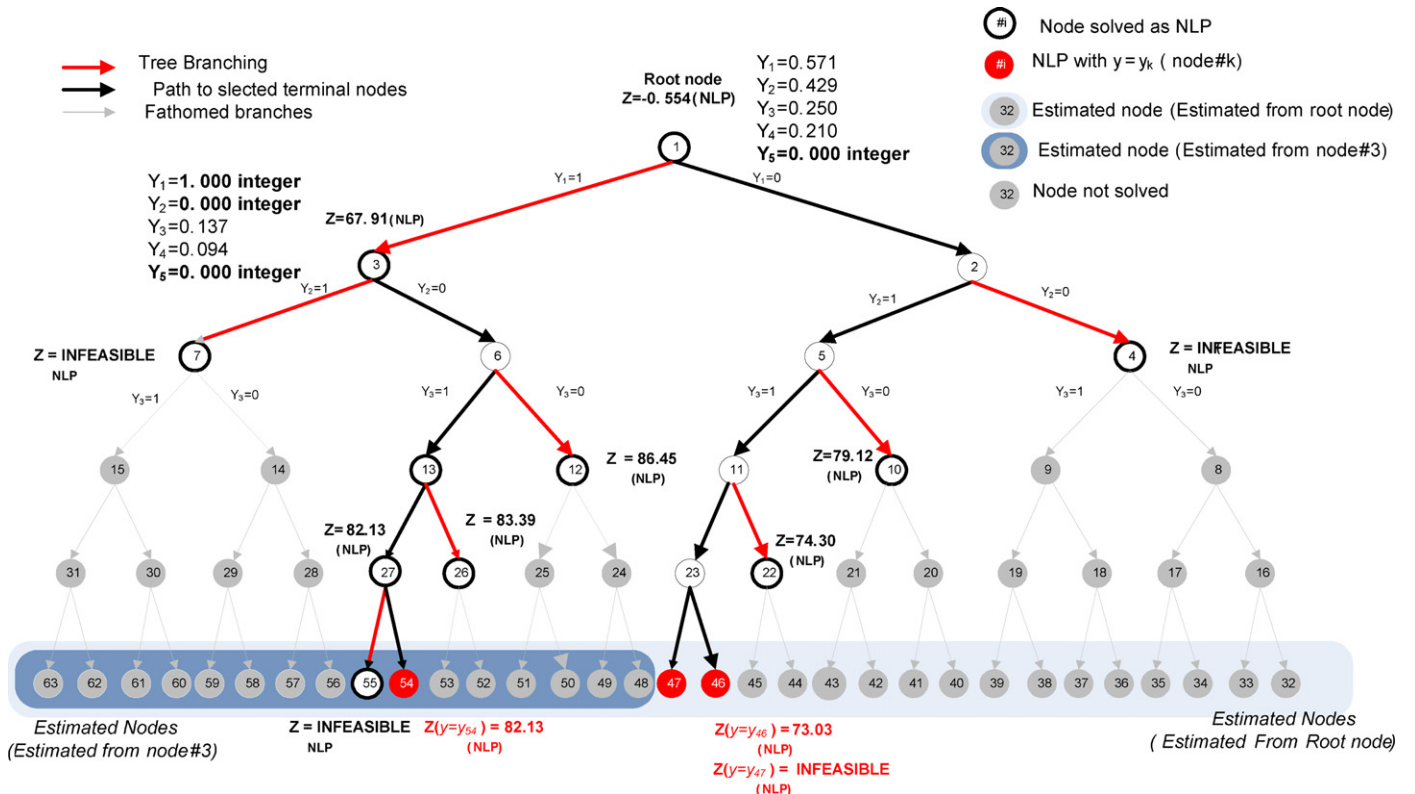 Tree Branching
Path to slected terminal nodes
Fathomed branches
Root node
Z=-0. 554(NLP)
Y1=0.571
Y2=0.429
Y3=0.250
Y4=0.210
Y5=0.000 integer
#i Node solved as NLP
#i NLP with y=yk ( node#k)
32 Estimated node (Estimated from root node)
32 Estimated node (Estimated from node#3)
32 Node not solved
Y1=1. 000 integer
Y2=0. 000 integer
Y3=0.137
Y4=0.094
Y5=0. 000 integer
1
Y1=1
Y1=0
Z=67. 91(NLP)
3
2
Y2=1
Y2=0
Y2=1
Y2=0
Z = INFEASIBLE
NLP
7
6
5
4
Z = INFEASIBLE
NLP
Y3=1
Y3=0
Y3=1
Y3=0
Y3=1
Y3=0
Y3=1
Y3=0
15
14
13
12
Z = 86.45
(NLP)
11
Z=79.12
(NLP)
10
9
8
Z= 82.13
(NLP)
Z = 83.39
(NLP)
Z=74.30
(NLP)
31
30
29
28
27
26
25
24
23
22
21
20
19
18
17
16
63
62
61
60
59
58
57
56
55
54
53
52
51
50
49
48
47
46
45
44
43
42
41
40
39
38
37
36
35
34
33
32
Estimated Nodes
(Estimated from node#3)
Z = INFEASIBLE
NLP
Z(y=y54 ) = 82.13
(NLP)
Z(y=y46 ) = 73.03
(NLP)
Z(y=y47 ) = INFEASIBLE
(NLP)
Estimated Nodes
( Estimated From Root node)